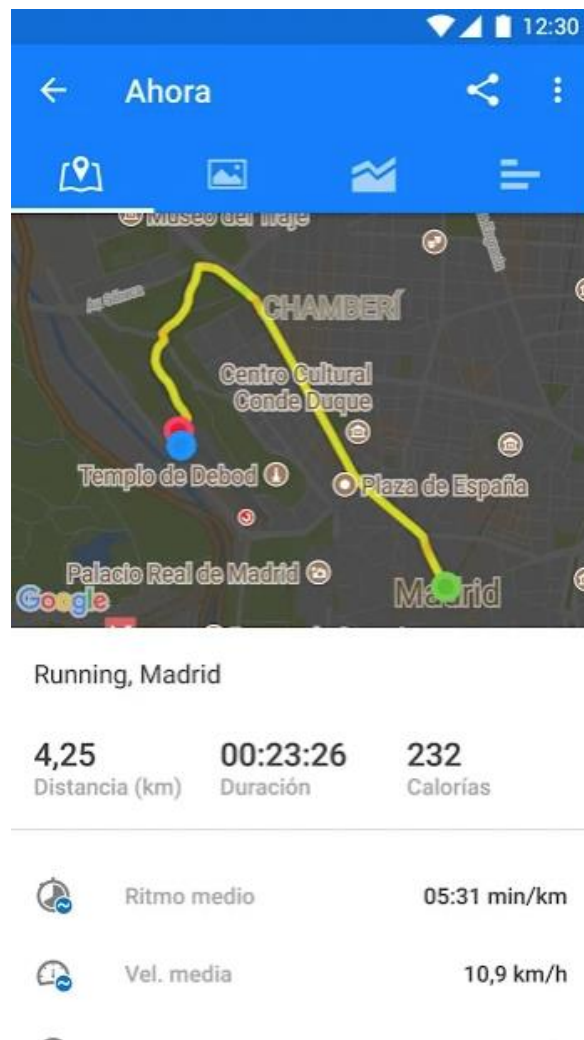 12:30
Ahora
Museo del Traje
CHAMBERÍ
Centro Cultural
Conde Duque
Templo de Debod
Plaza de España
Palacio Real de Madrid
Google
Madrid
Running, Madrid
4,25 00:23:26 232
Distancia (km) Duración Calorías
Ritmo medio 05:31 min/km
Vel. media 10,9 km/h